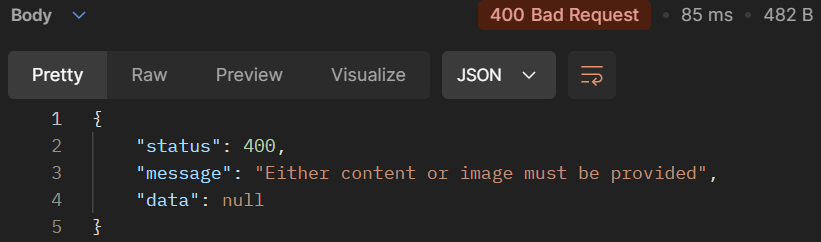 Body 400 Bad Request • 85 ms • 482 B
Pretty Raw Preview Visualize JSON
1 {
2 "status": 400,
3 "message": "Either content or image must be provided",
4 "data": null
5 }